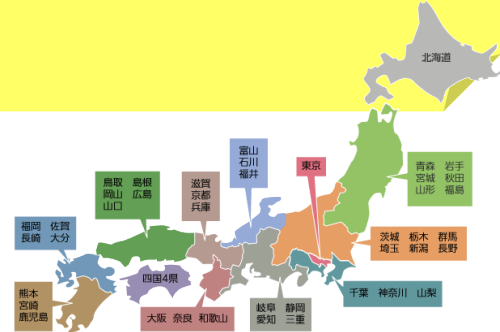 北海道
青森 岩手
宮城 秋田
山形 福島
富山
石川
福井
東京
鳥取 島根
岡山 広島
山口
滋賀
京都
兵庫
福岡 佐賀
長崎 大分
茨城 栃木 群馬
埼玉 新潟 長野
四国4県
熊本
宮崎
鹿児島
大阪 奈良 和歌山
岐阜 静岡
愛知 三重
千葉 神奈川 山梨